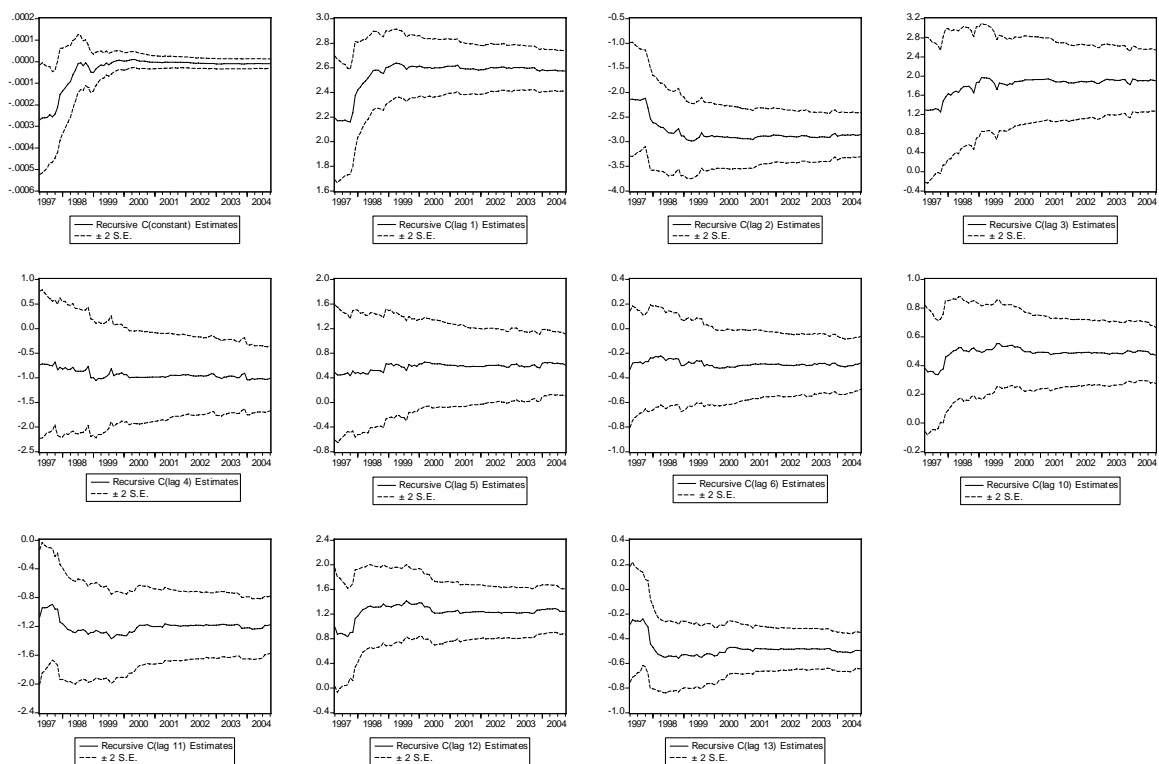 .0002
.0001
.0000
-.0001
-.0002
-.0003
-.0004
-.0005
-.0006
1997 1998 1999 2000 2001 2002 2003 2004
Recursive C(constant) Estimates
± 2 S.E.
3.0
2.8
2.6
2.4
2.2
2.0
1.8
1.6
1997 1998 1999 2000 2001 2002 2003 2004
Recursive C(lag 1) Estimates
± 2 S.E.
-0.5
-1.0
-1.5
-2.0
-2.5
-3.0
-3.5
-4.0
1997 1998 1999 2000 2001 2002 2003 2004
Recursive C(lag 2) Estimates
± 2 S.E.
3.2
2.8
2.4
2.0
1.6
1.2
0.8
0.4
0.0
-0.4
1997 1998 1999 2000 2001 2002 2003 2004
Recursive C(lag 3) Estimates
± 2 S.E.
1.0
0.5
0.0
-0.5
-1.0
-1.5
-2.0
-2.5
1997 1998 1999 2000 2001 2002 2003 2004
Recursive C(lag 4) Estimates
± 2 S.E.
2.0
1.6
1.2
0.8
0.4
0.0
-0.4
-0.8
1997 1998 1999 2000 2001 2002 2003 2004
Recursive C(lag 5) Estimates
± 2 S.E.
0.4
0.2
0.0
-0.2
-0.4
-0.6
-0.8
-1.0
1997 1998 1999 2000 2001 2002 2003 2004
Recursive C(lag 6) Estimates
± 2 S.E.
1.0
0.8
0.6
0.4
0.2
0.0
-0.2
1997 1998 1999 2000 2001 2002 2003 2004
Recursive C(lag 10) Estimates
± 2 S.E.
0.0
-0.4
-0.8
-1.2
-1.6
-2.0
-2.4
1997 1998 1999 2000 2001 2002 2003 2004
Recursive C(lag 11) Estimates
± 2 S.E.
2.4
2.0
1.6
1.2
0.8
0.4
0.0
-0.4
1997 1998 1999 2000 2001 2002 2003 2004
Recursive C(lag 12) Estimates
± 2 S.E.
0.4
0.2
0.0
-0.2
-0.4
-0.6
-0.8
-1.0
1997 1998 1999 2000 2001 2002 2003 2004
Recursive C(lag 13) Estimates
± 2 S.E.